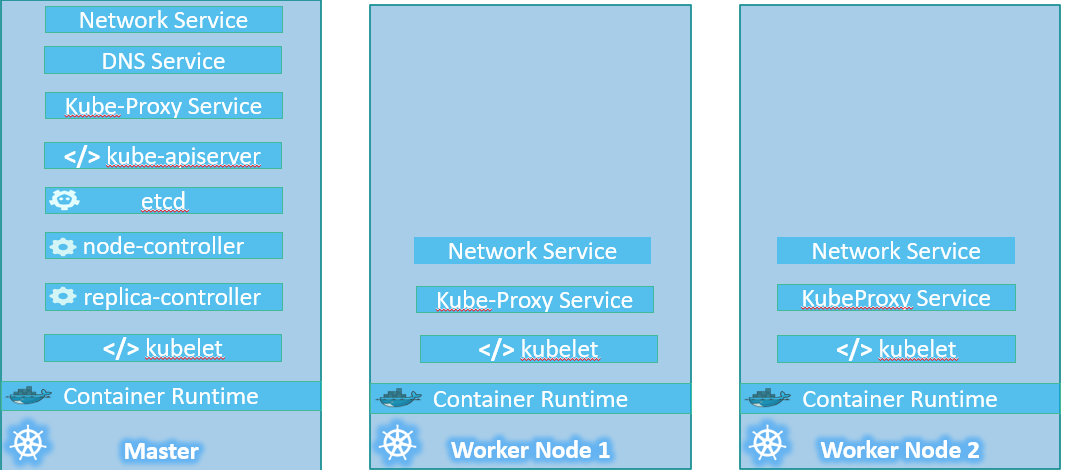 Network Service
DNS Service
Kube-Proxy Service
</> kube-apiserver
etcd
node-controller
replica-controller
</> kubelet
Container Runtime
Master
Network Service
Kube-Proxy Service
</> kubelet
Container Runtime
Worker Node 1
Network Service
KubeProxy Service
</> kubelet
Container Runtime
Worker Node 2